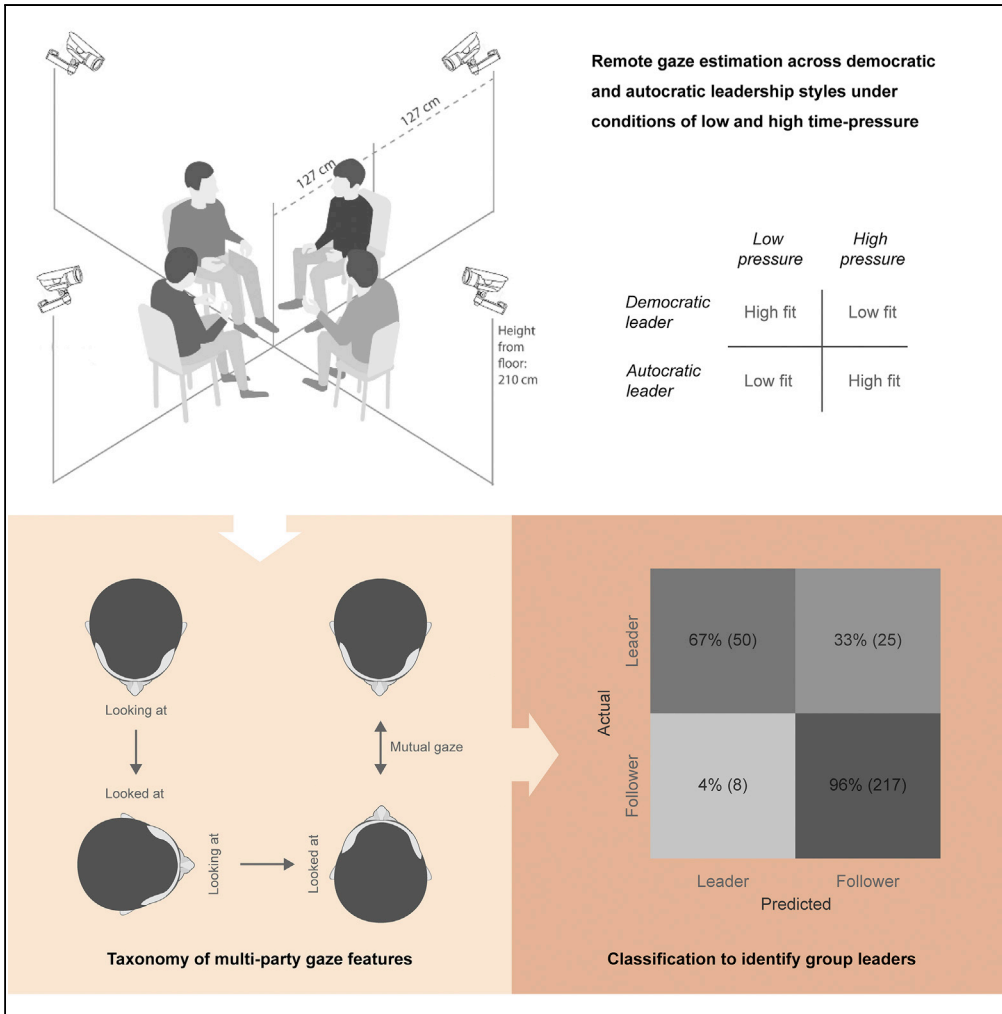 Remote gaze estimation across democratic
and autocratic leadership styles under
conditions of low and high time-pressure
127 cm
127 cm
Height
from
floor:
210 cm
Low
pressure
High
pressure
Democratic
leader
High fit
Low fit
Autocratic
leader
Low fit
High fit
Looking at
Looked at
Mutual gaze
Looking at
Looked at
Taxonomy of multi-party gaze features
Actual
Leader
Follower
67% (50)
33% (25)
4% (8)
96% (217)
Leader
Follower
Predicted
Classification to identify group leaders